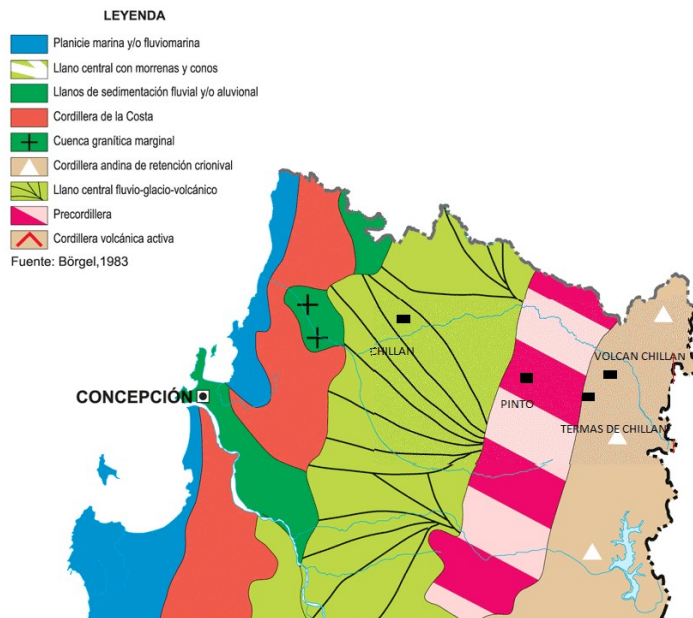 LEYENDA
Planicie marina y/o fluviomarina
Llano central con morrenas y conos
Llanos de sedimentación fluvial y/o aluvional
Cordillera de la Costa
Cuenca granítica marginal
Cordillera andina de retención crionival
Llano central fluvio-glacio-volcánico
Precordillera
Cordillera volcánica activa
Fuente: Börgel,1983
CHILLAN
VOLCAN CHILLAN
CONCEPCIÓN
PINTO
TERMAS DE CHILLAN